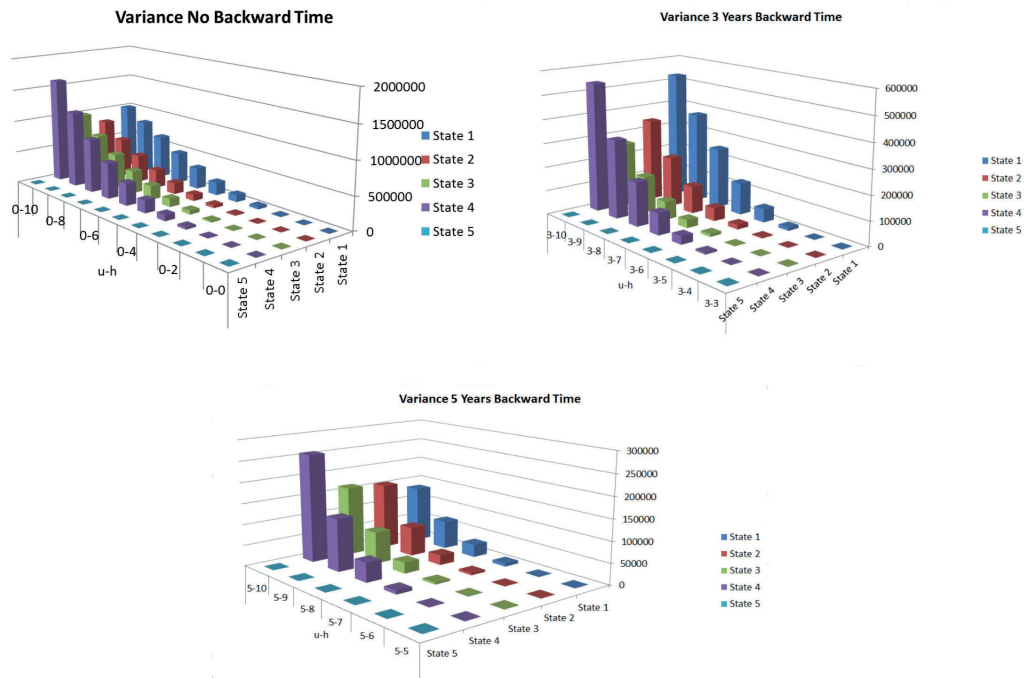 Variance No Backward Time
2000000
1500000
1000000
500000
0
0-10
0-8
0-6
0-4
0-2
0-0
u-h
State 5
State 4
State 3
State 2
State 1
State 1
State 2
State 3
State 4
State 5
Variance 3 Years Backward Time
600000
500000
400000
300000
200000
100000
0
3-10
3-9
3-8
3-7
3-6
3-5
3-4
3-3
u-h
State 5
State 4
State 3
State 2
State 1
State 1
State 2
State 3
State 4
State 5
Variance 5 Years Backward Time
300000
250000
200000
150000
100000
50000
0
5-10
5-9
5-8
5-7
5-6
5-5
u-h
State 5
State 4
State 3
State 2
State 1
State 1
State 2
State 3
State 4
State 5